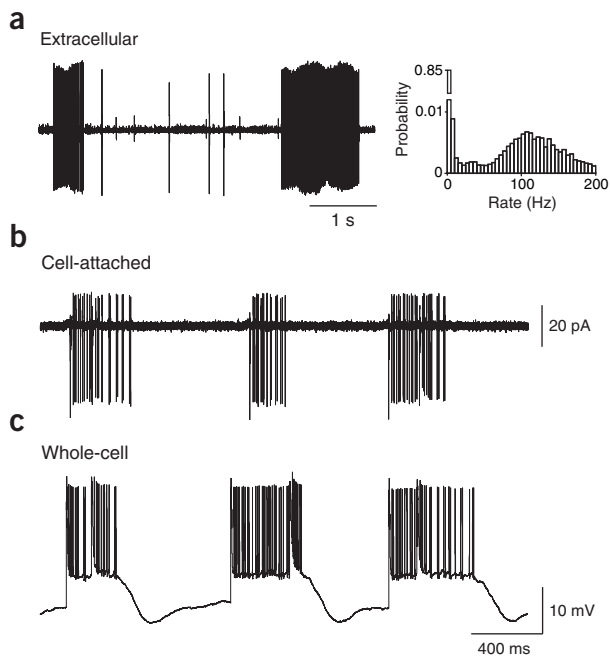 a
Extracellular
1 s
0.85
0.01
0
Probability
0 100 200
Rate (Hz)
b
Cell-attached
20 pA
c
Whole-cell
10 mV
400 ms